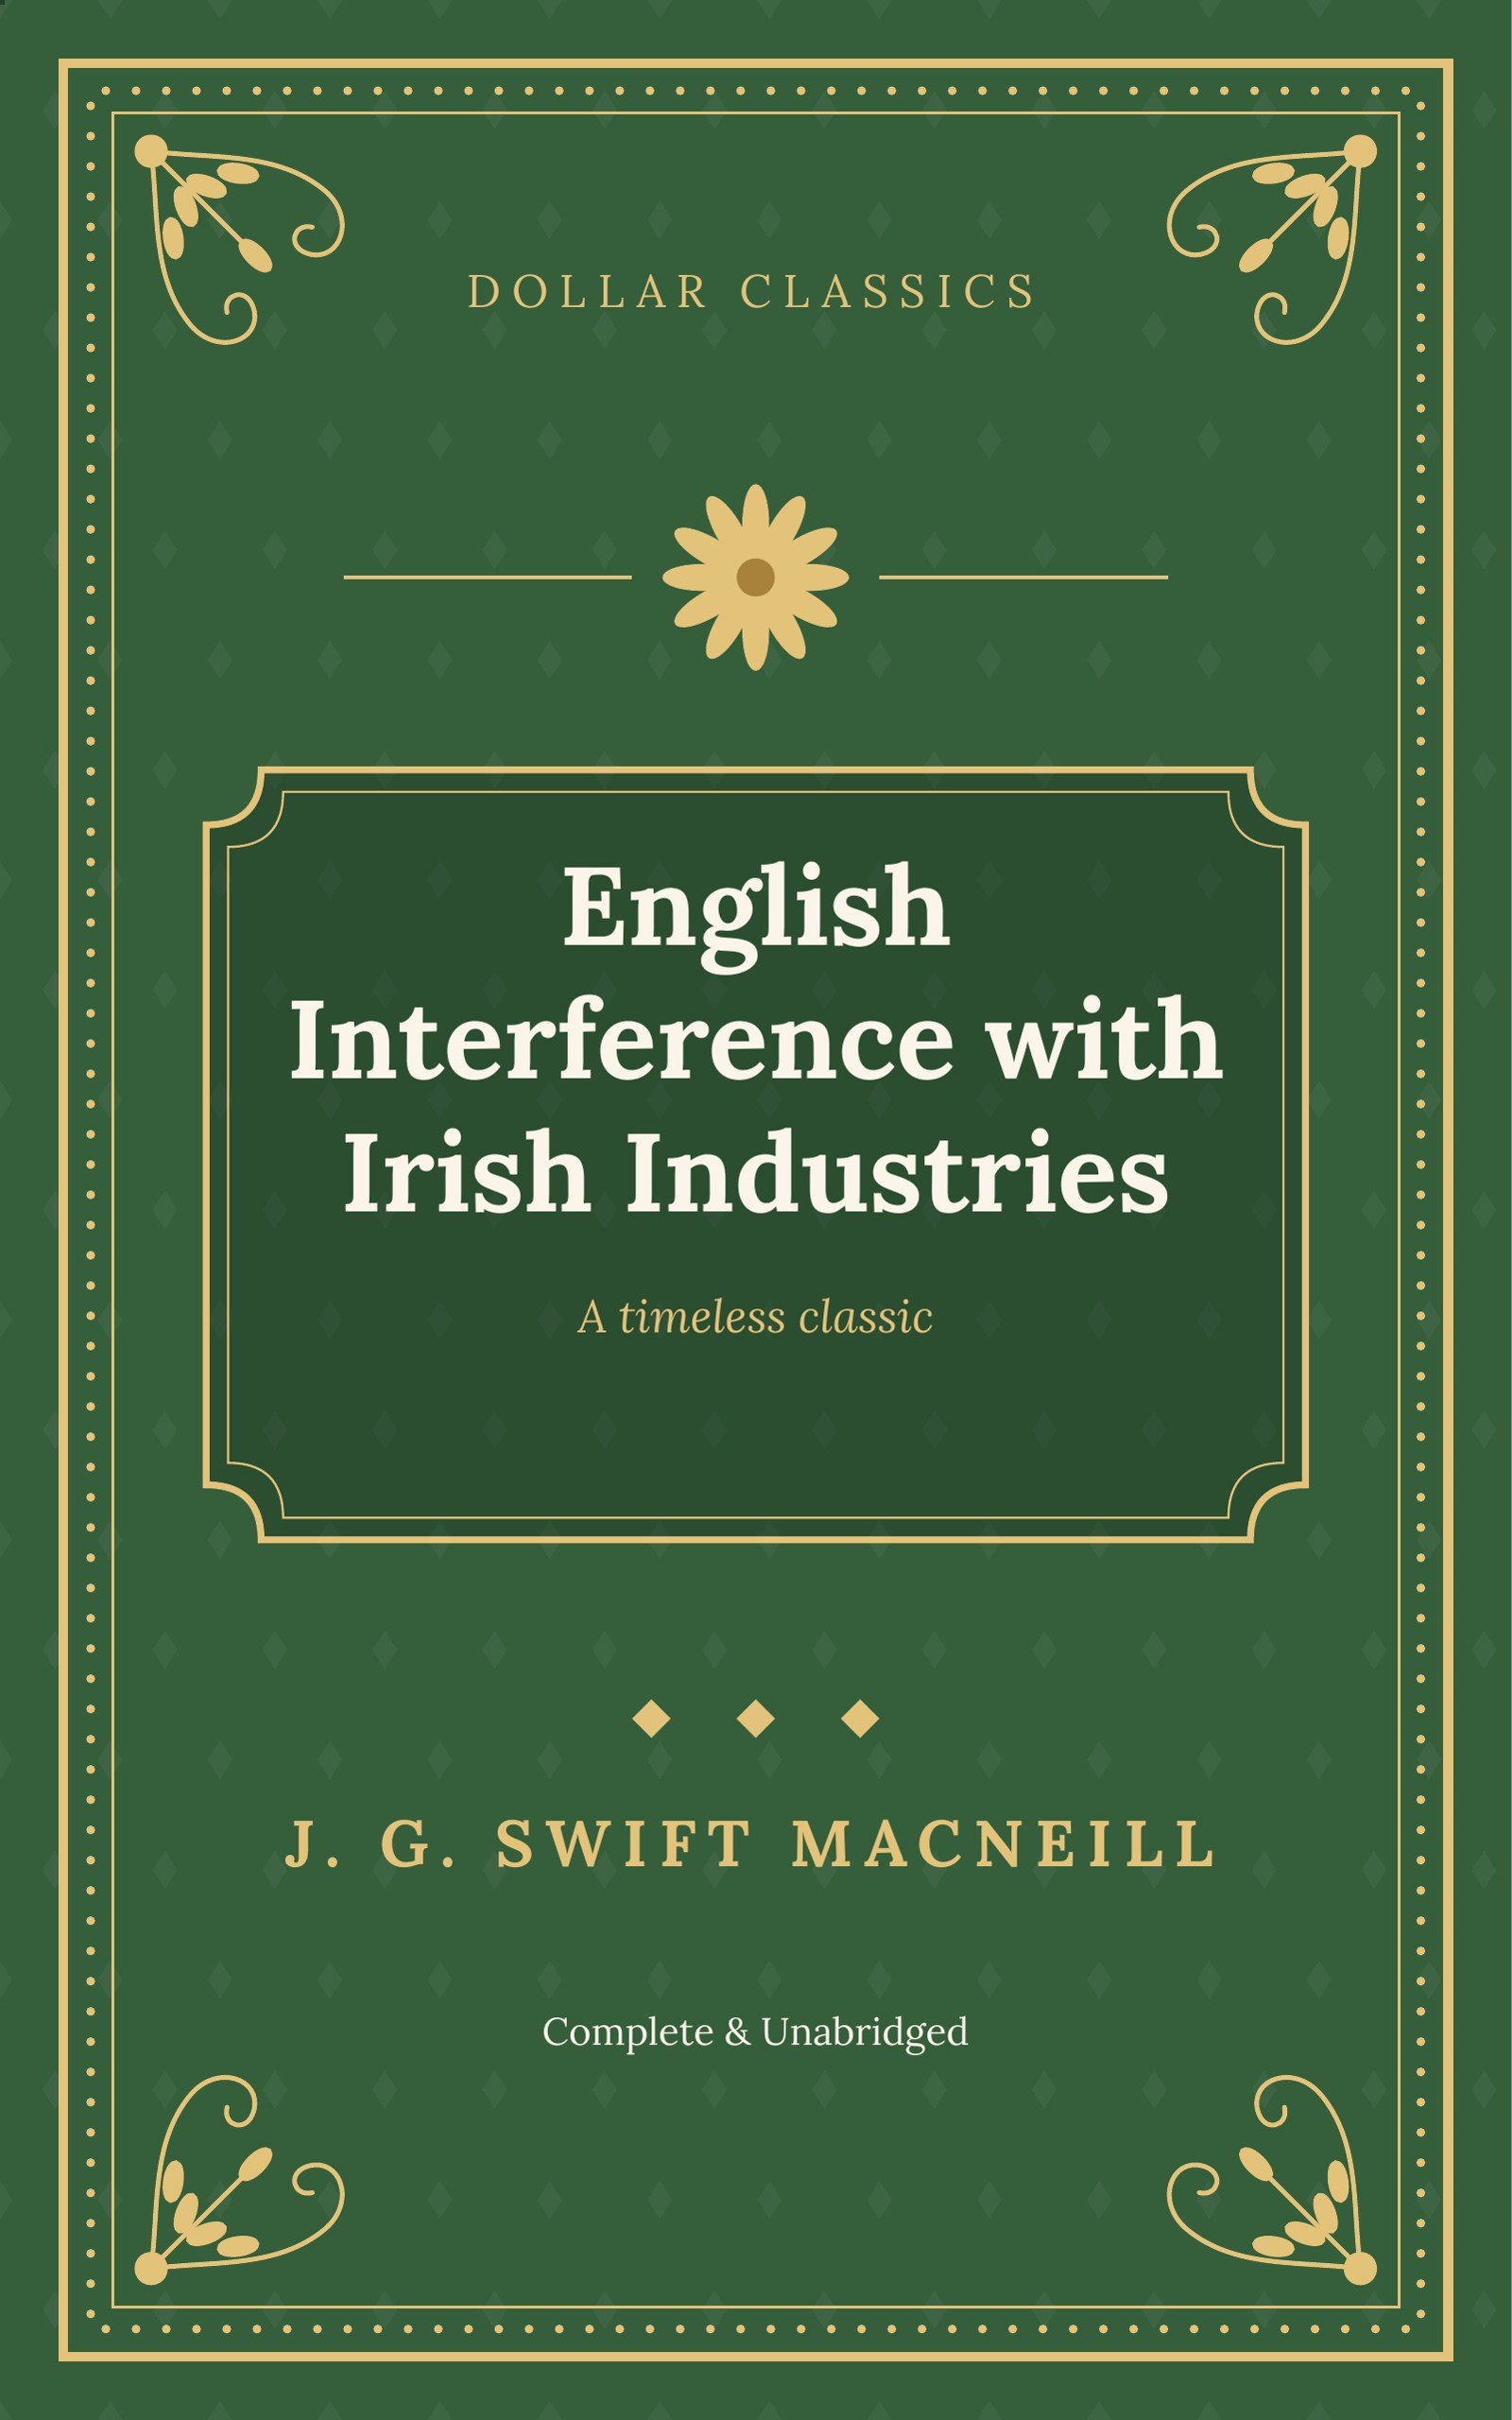 DOLLAR CLASSICS
English
Interference with
Irish Industries
A timeless classic
J. G. SWIFT MACNEILL
Complete & Unabridged